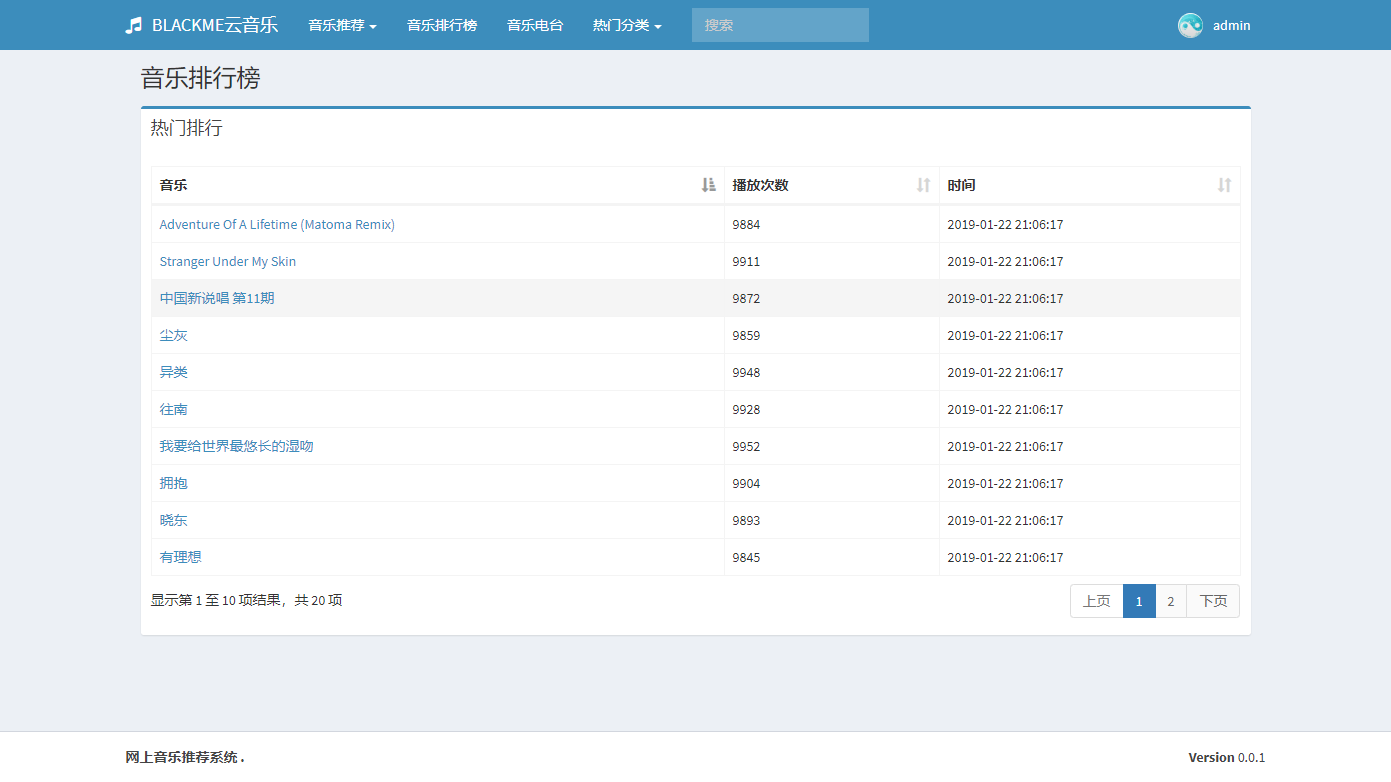 BLACKME云音乐 音乐推荐 音乐排行榜 音乐电台 热门分类 搜索 admin
音乐排行榜
热门排行
音乐 播放次数 时间
Adventure Of A Lifetime (Matoma Remix) 9884 2019-01-22 21:06:17
Stranger Under My Skin 9911 2019-01-22 21:06:17
中国新说唱 第11期 9872 2019-01-22 21:06:17
尘灰 9859 2019-01-22 21:06:17
异类 9948 2019-01-22 21:06:17
往南 9928 2019-01-22 21:06:17
我要给世界最悠长的湿吻 9952 2019-01-22 21:06:17
拥抱 9904 2019-01-22 21:06:17
晓东 9893 2019-01-22 21:06:17
有理想 9845 2019-01-22 21:06:17
显示第 1 至 10 项结果，共 20 项 上页 1 2 下页
网上音乐推荐系统 . Version 0.0.1